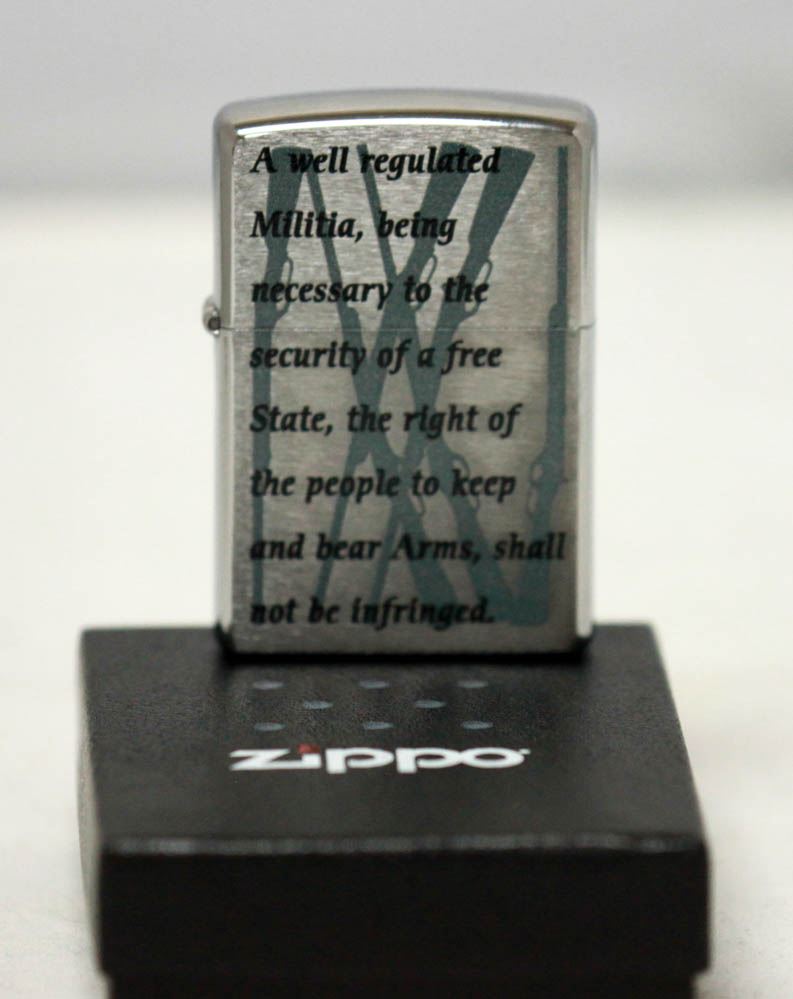 A well regulated
Militia, being
necessary to the
security of a free
State, the right of
the people to keep
and bear Arms, shall
not be infringed.
zippo